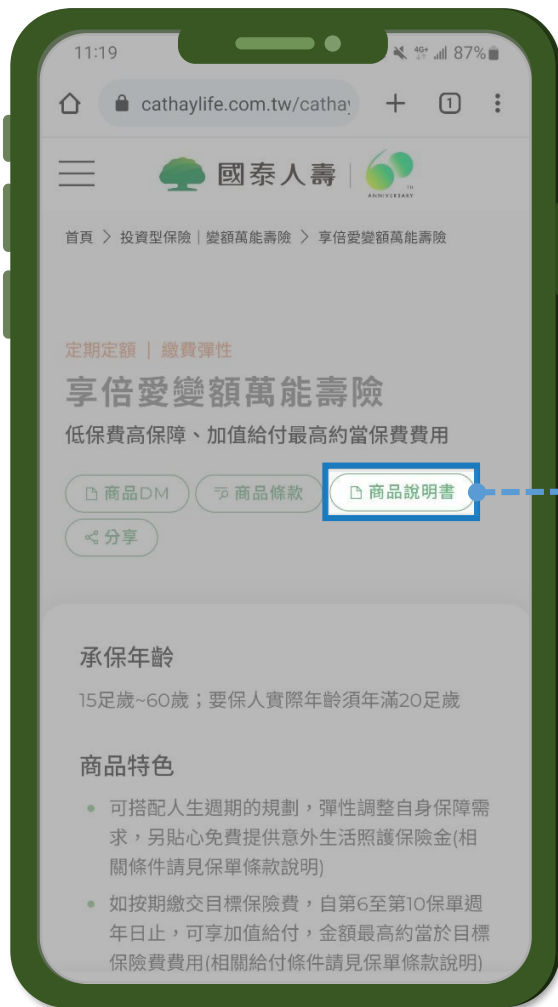 11:19
4G+ 87%
cathaylife.com.tw/cathay
1
國泰人壽
60
TH
ANNIVERSARY
首頁 > 投資型保險|變額萬能壽險 > 享倍愛變額萬能壽險
定期定額 | 繳費彈性
享倍愛變額萬能壽險
低保費高保障、加值給付最高約當保費費用
商品DM 商品條款 商品說明書
分享
承保年齡
15足歲~60歲;要保人實際年齡須年滿20足歲
商品特色
• 可搭配人生週期的規劃,彈性調整自身保障需
求,另貼心免費提供意外生活照護保險金(相
關條件請見保單條款說明)
• 如按期繳交目標保險費,自第6至第10保單週
年日止,可享加值給付,金額最高約當於目標
保險費費用(相關給付條件請見保單條款說明)